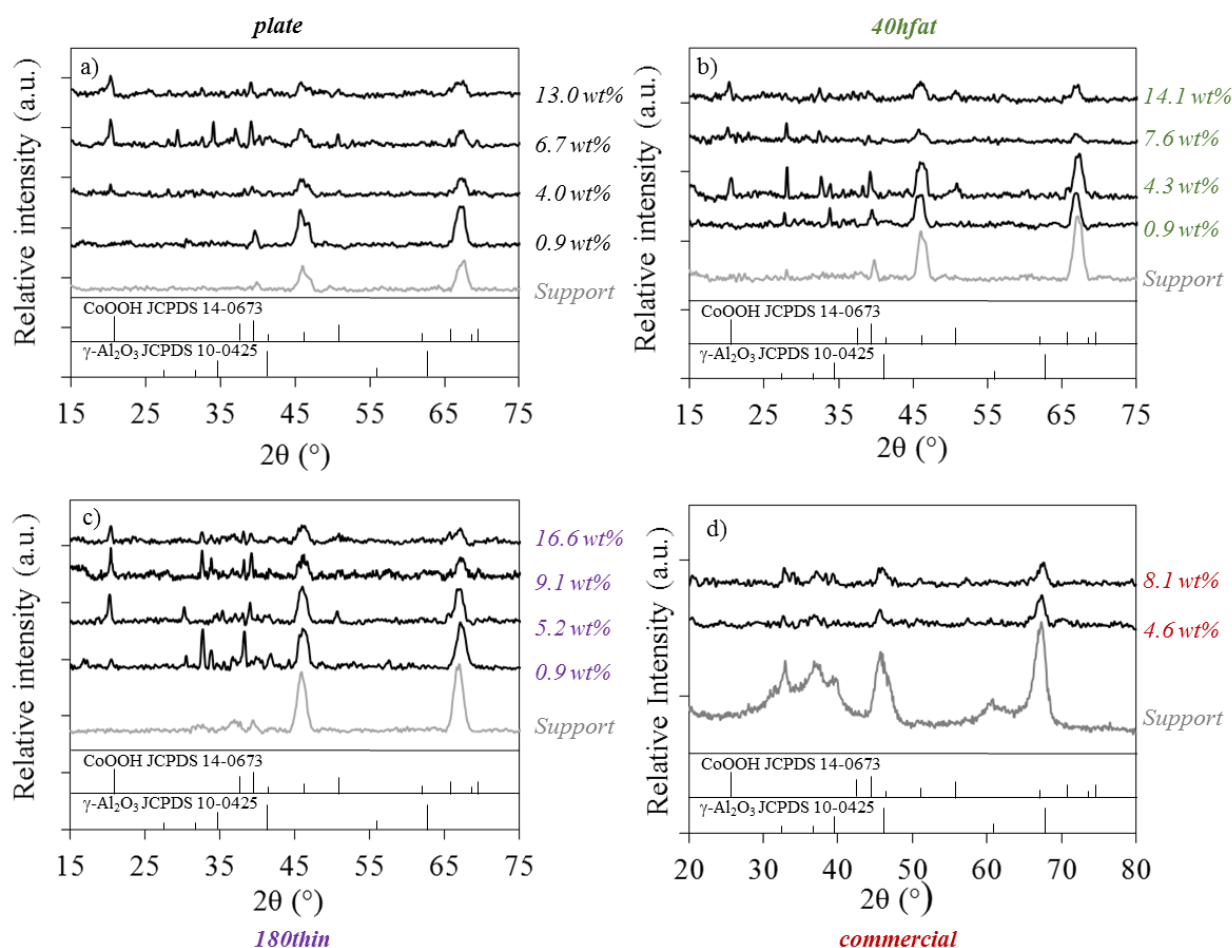 plate
a)
Relative intensity (a.u.)
13.0 wt%
6.7 wt%
4.0 wt%
0.9 wt%
Support
CoOOH JCPDS 14-0673
γ-Al₂O₃ JCPDS 10-0425
15 25 35 45 55 65 75
2θ (°)
40hfat
b)
Relative intensity (a.u.)
14.1 wt%
7.6 wt%
4.3 wt%
0.9 wt%
Support
CoOOH JCPDS 14-0673
γ-Al₂O₃ JCPDS 10-0425
15 25 35 45 55 65 75
2θ (°)
c)
Relative intensity (a.u.)
16.6 wt%
9.1 wt%
5.2 wt%
0.9 wt%
Support
CoOOH JCPDS 14-0673
γ-Al₂O₃ JCPDS 10-0425
15 25 35 45 55 65 75
2θ (°)
180thin
d)
Relative Intensity (a.u.)
8.1 wt%
4.6 wt%
Support
CoOOH JCPDS 14-0673
γ-Al₂O₃ JCPDS 10-0425
20 30 40 50 60 70 80
2θ (°)
commercial